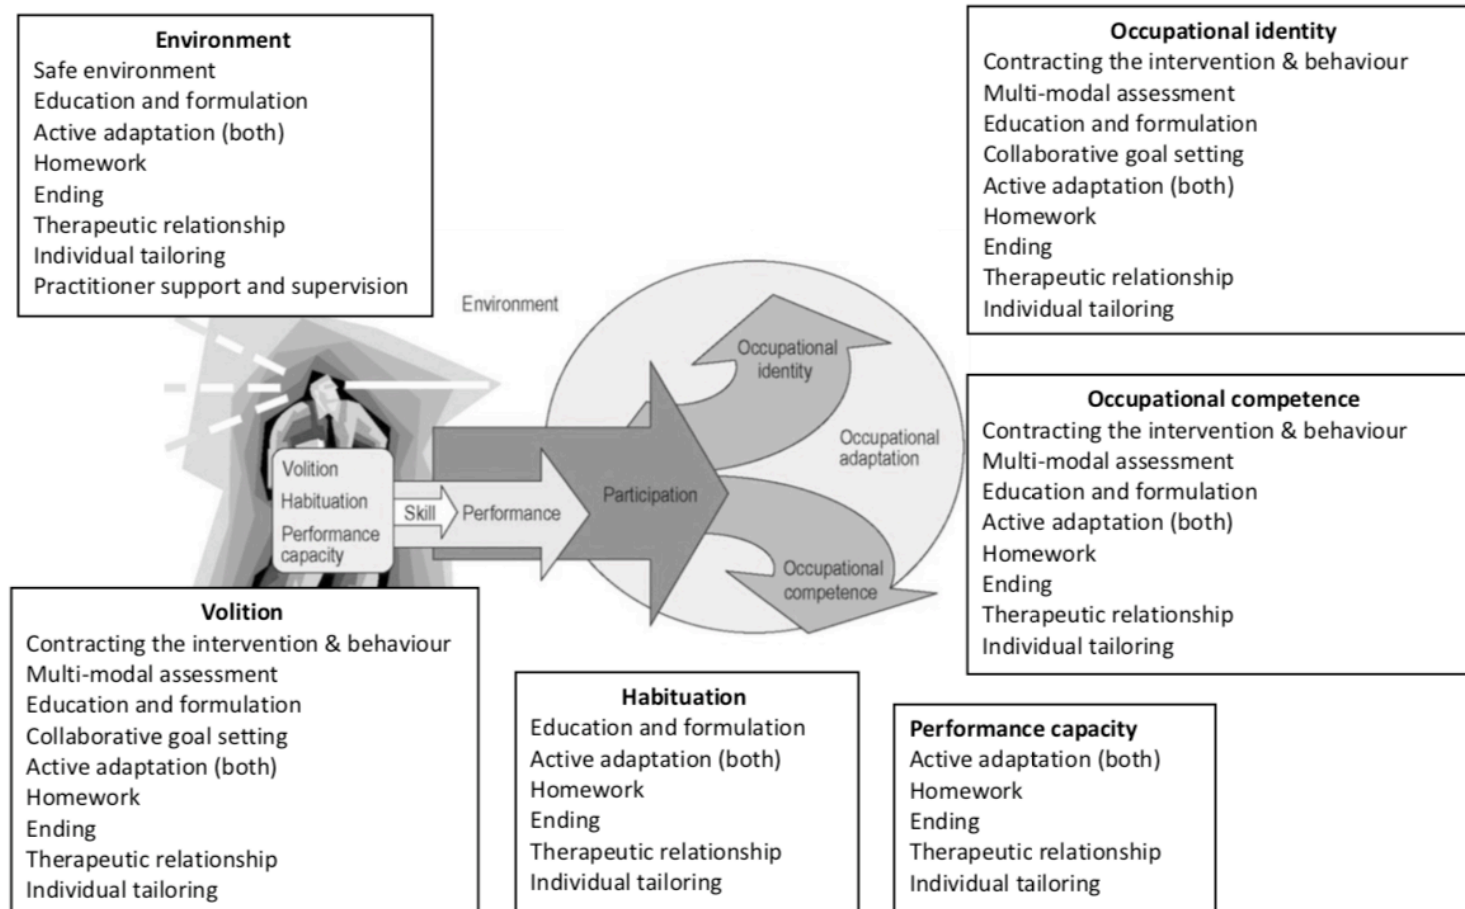 Environment
Safe environment
Education and formulation
Active adaptation (both)
Homework
Ending
Therapeutic relationship
Individual tailoring
Practitioner support and supervision
Occupational identity
Contracting the intervention & behaviour
Multi-modal assessment
Education and formulation
Collaborative goal setting
Active adaptation (both)
Homework
Ending
Therapeutic relationship
Individual tailoring
Environment
Occupational
identity
Occupational
adaptation
Volition
Habituation
Performance
capacity
Skill
Performance
Participation
Occupational
competence
Occupational competence
Contracting the intervention & behaviour
Multi-modal assessment
Education and formulation
Active adaptation (both)
Homework
Ending
Therapeutic relationship
Individual tailoring
Volition
Contracting the intervention & behaviour
Multi-modal assessment
Education and formulation
Collaborative goal setting
Active adaptation (both)
Homework
Ending
Therapeutic relationship
Individual tailoring
Habituation
Education and formulation
Active adaptation (both)
Homework
Ending
Therapeutic relationship
Individual tailoring
Performance capacity
Active adaptation (both)
Homework
Ending
Therapeutic relationship
Individual tailoring